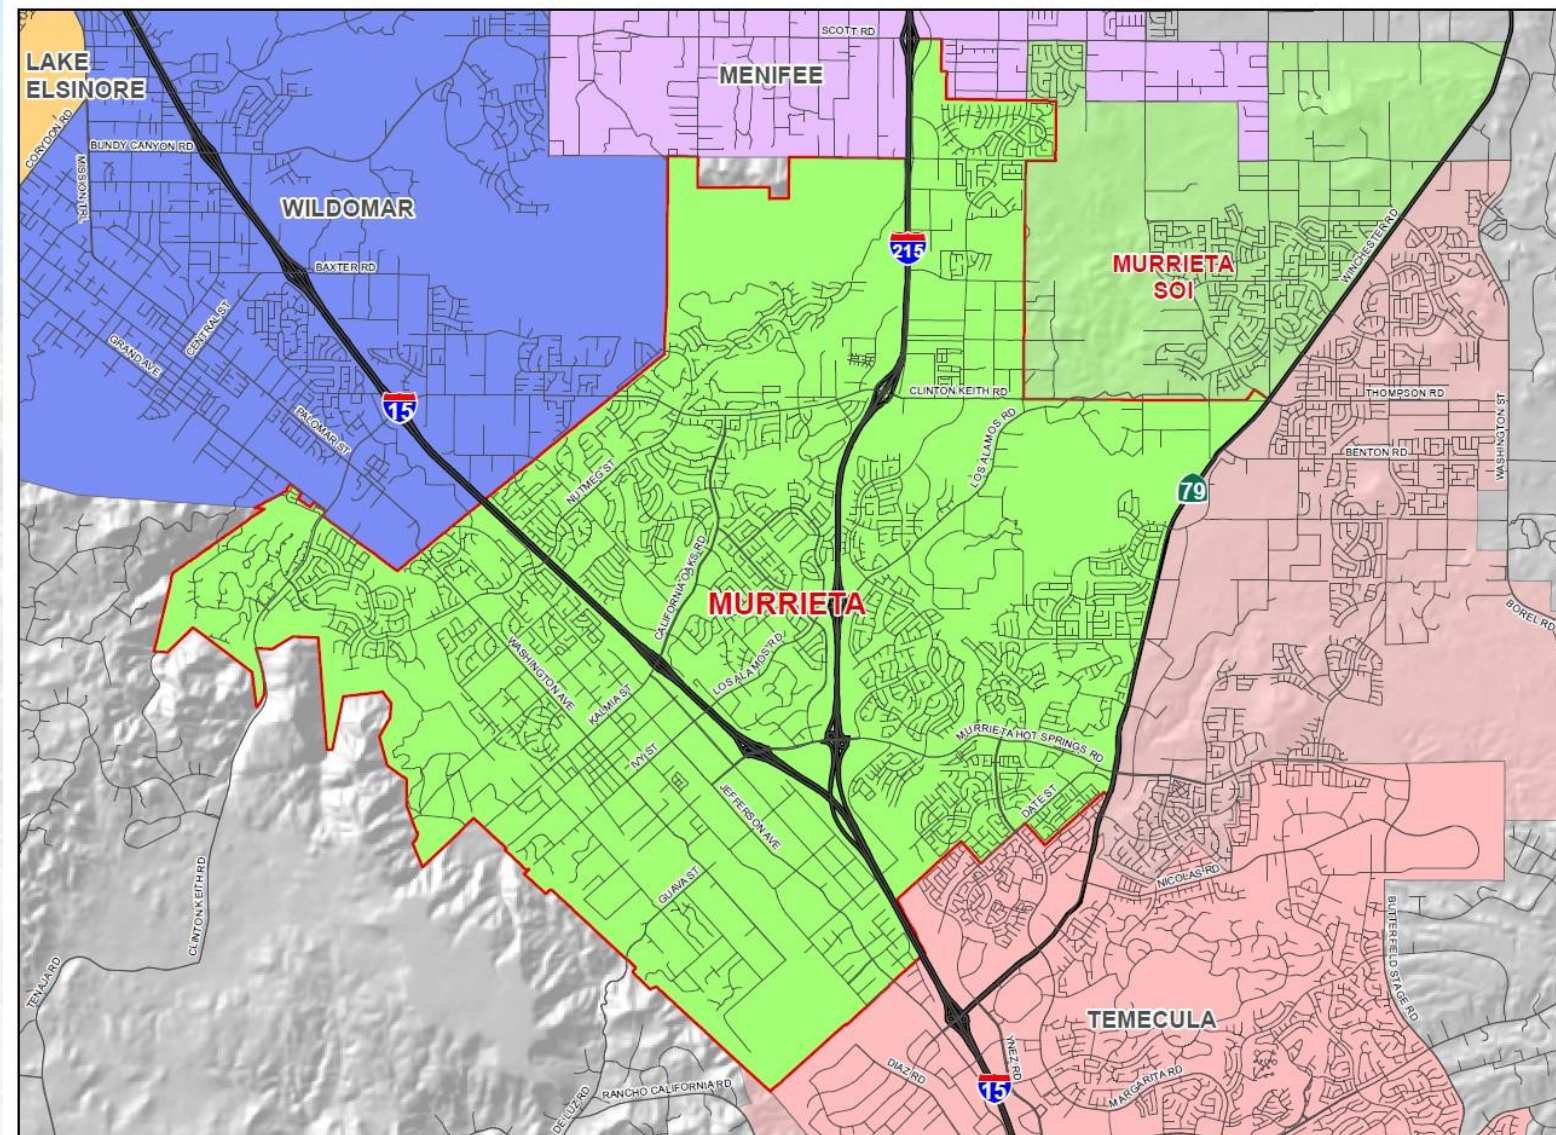 SCOTT RD
LAKE
ELSINORE
MENIFEE
CORYDON RD
BUNDY CANYON RD
MISSION TRL
WILDOMAR
215
MURRIETA
SOI
WINCHESTER RD
BAXTER RD
CENTRAL ST
GRAND AVE
15
CLINTON KEITH RD
THOMPSON RD
PALOMAR ST
LOS ALAMOS RD
WASHINGTON ST
BENTON RD
NUTMEG ST
79
CALIFORNIA OAKS RD
MURRIETA
BOREL RD
WASHINGTON AVE
LOS ALAMOS RD
KALMIA ST
MURRIETA HOT SPRINGS RD
IVY ST
JEFFERSON AVE
DATE ST
GUAVA ST
NICOLAS RD
CLINTON KEITH RD
BUTTERFIELD STAGE RD
TENAJA RD
TEMECULA
YNEZ RD
DIAZ RD
15
MARGARITA RD
RANCHO CALIFORNIA RD
DE LUZ RD